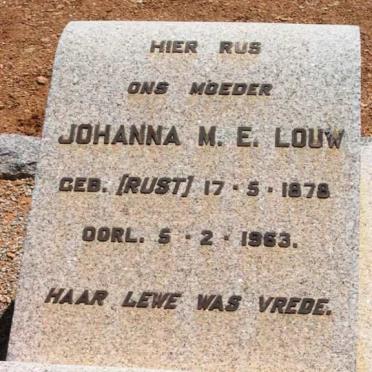 HIER RUS
ONS MOEDER
JOHANNA M. E. LOUW
GEB. [RUST] 17 · 5 · 1878
OORL. 5 · 2 · 1963.
HAAR LEWE WAS VREDE.